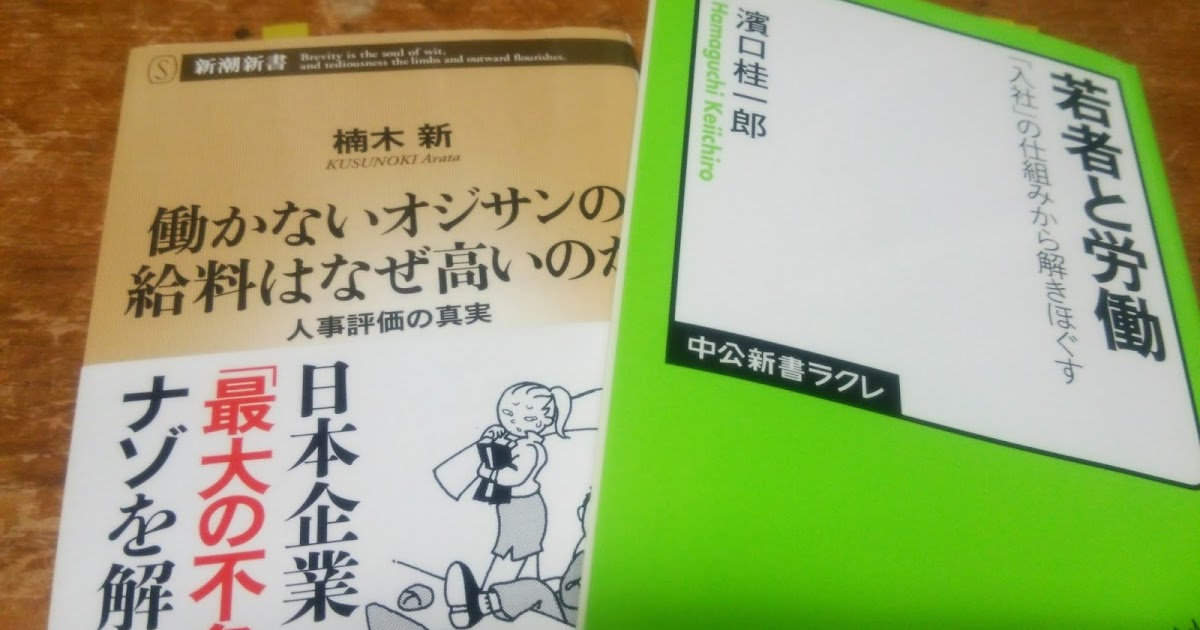 新潮新書
Brevity is the soul of wit,
and tediousness the limbs and outward flourishes.
楠木 新
KUSUNOKI Arata
働かないオジサンの
給料はなぜ高いのか
人事評価の真実
日本企業
「最大の不
ナゾを解
若者と労働
「入社」の仕組みから解きほぐす
濱口桂一郎
Hamaguchi Keiichiro
中公新書ラクレ